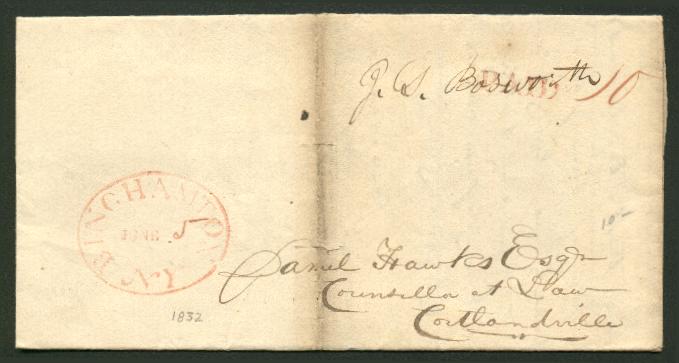 J. S. Bosworth
PAID 10
BINGHAMTON
JUNE 5
N.Y.
10-
Samuel Hawks Esqr
Counsellor at Law
Cortlandville
1832